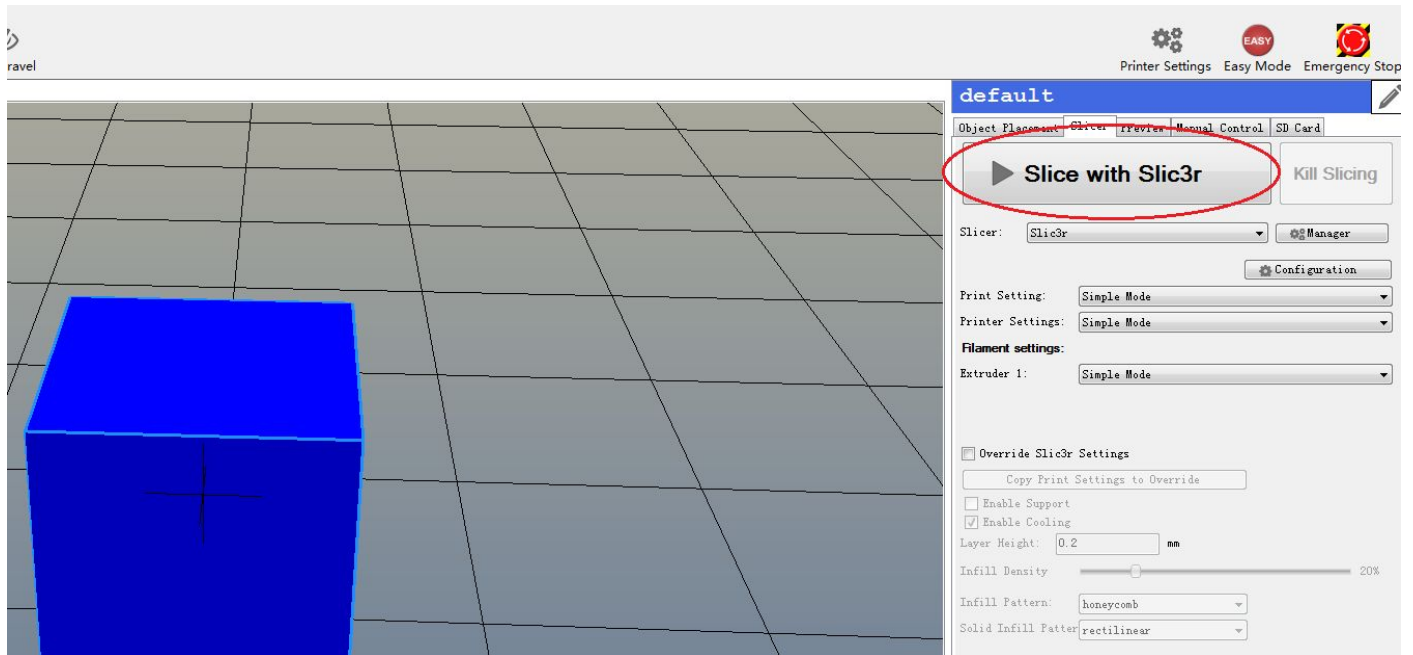 ravel
Printer Settings
EASY
Easy Mode
Emergency Stop
default
Object Placement Slicer Preview Manual Control SD Card
Slice with Slic3r
Kill Slicing
Slicer: Slic3r
Manager
Configuration
Print Setting: Simple Mode
Printer Settings: Simple Mode
Filament settings:
Extruder 1: Simple Mode
Override Slic3r Settings
Copy Print Settings to Override
Enable Support
Enable Cooling
Layer Height: 0.2 mm
Infill Density 20%
Infill Pattern: honeycomb
Solid Infill Patter rectilinear